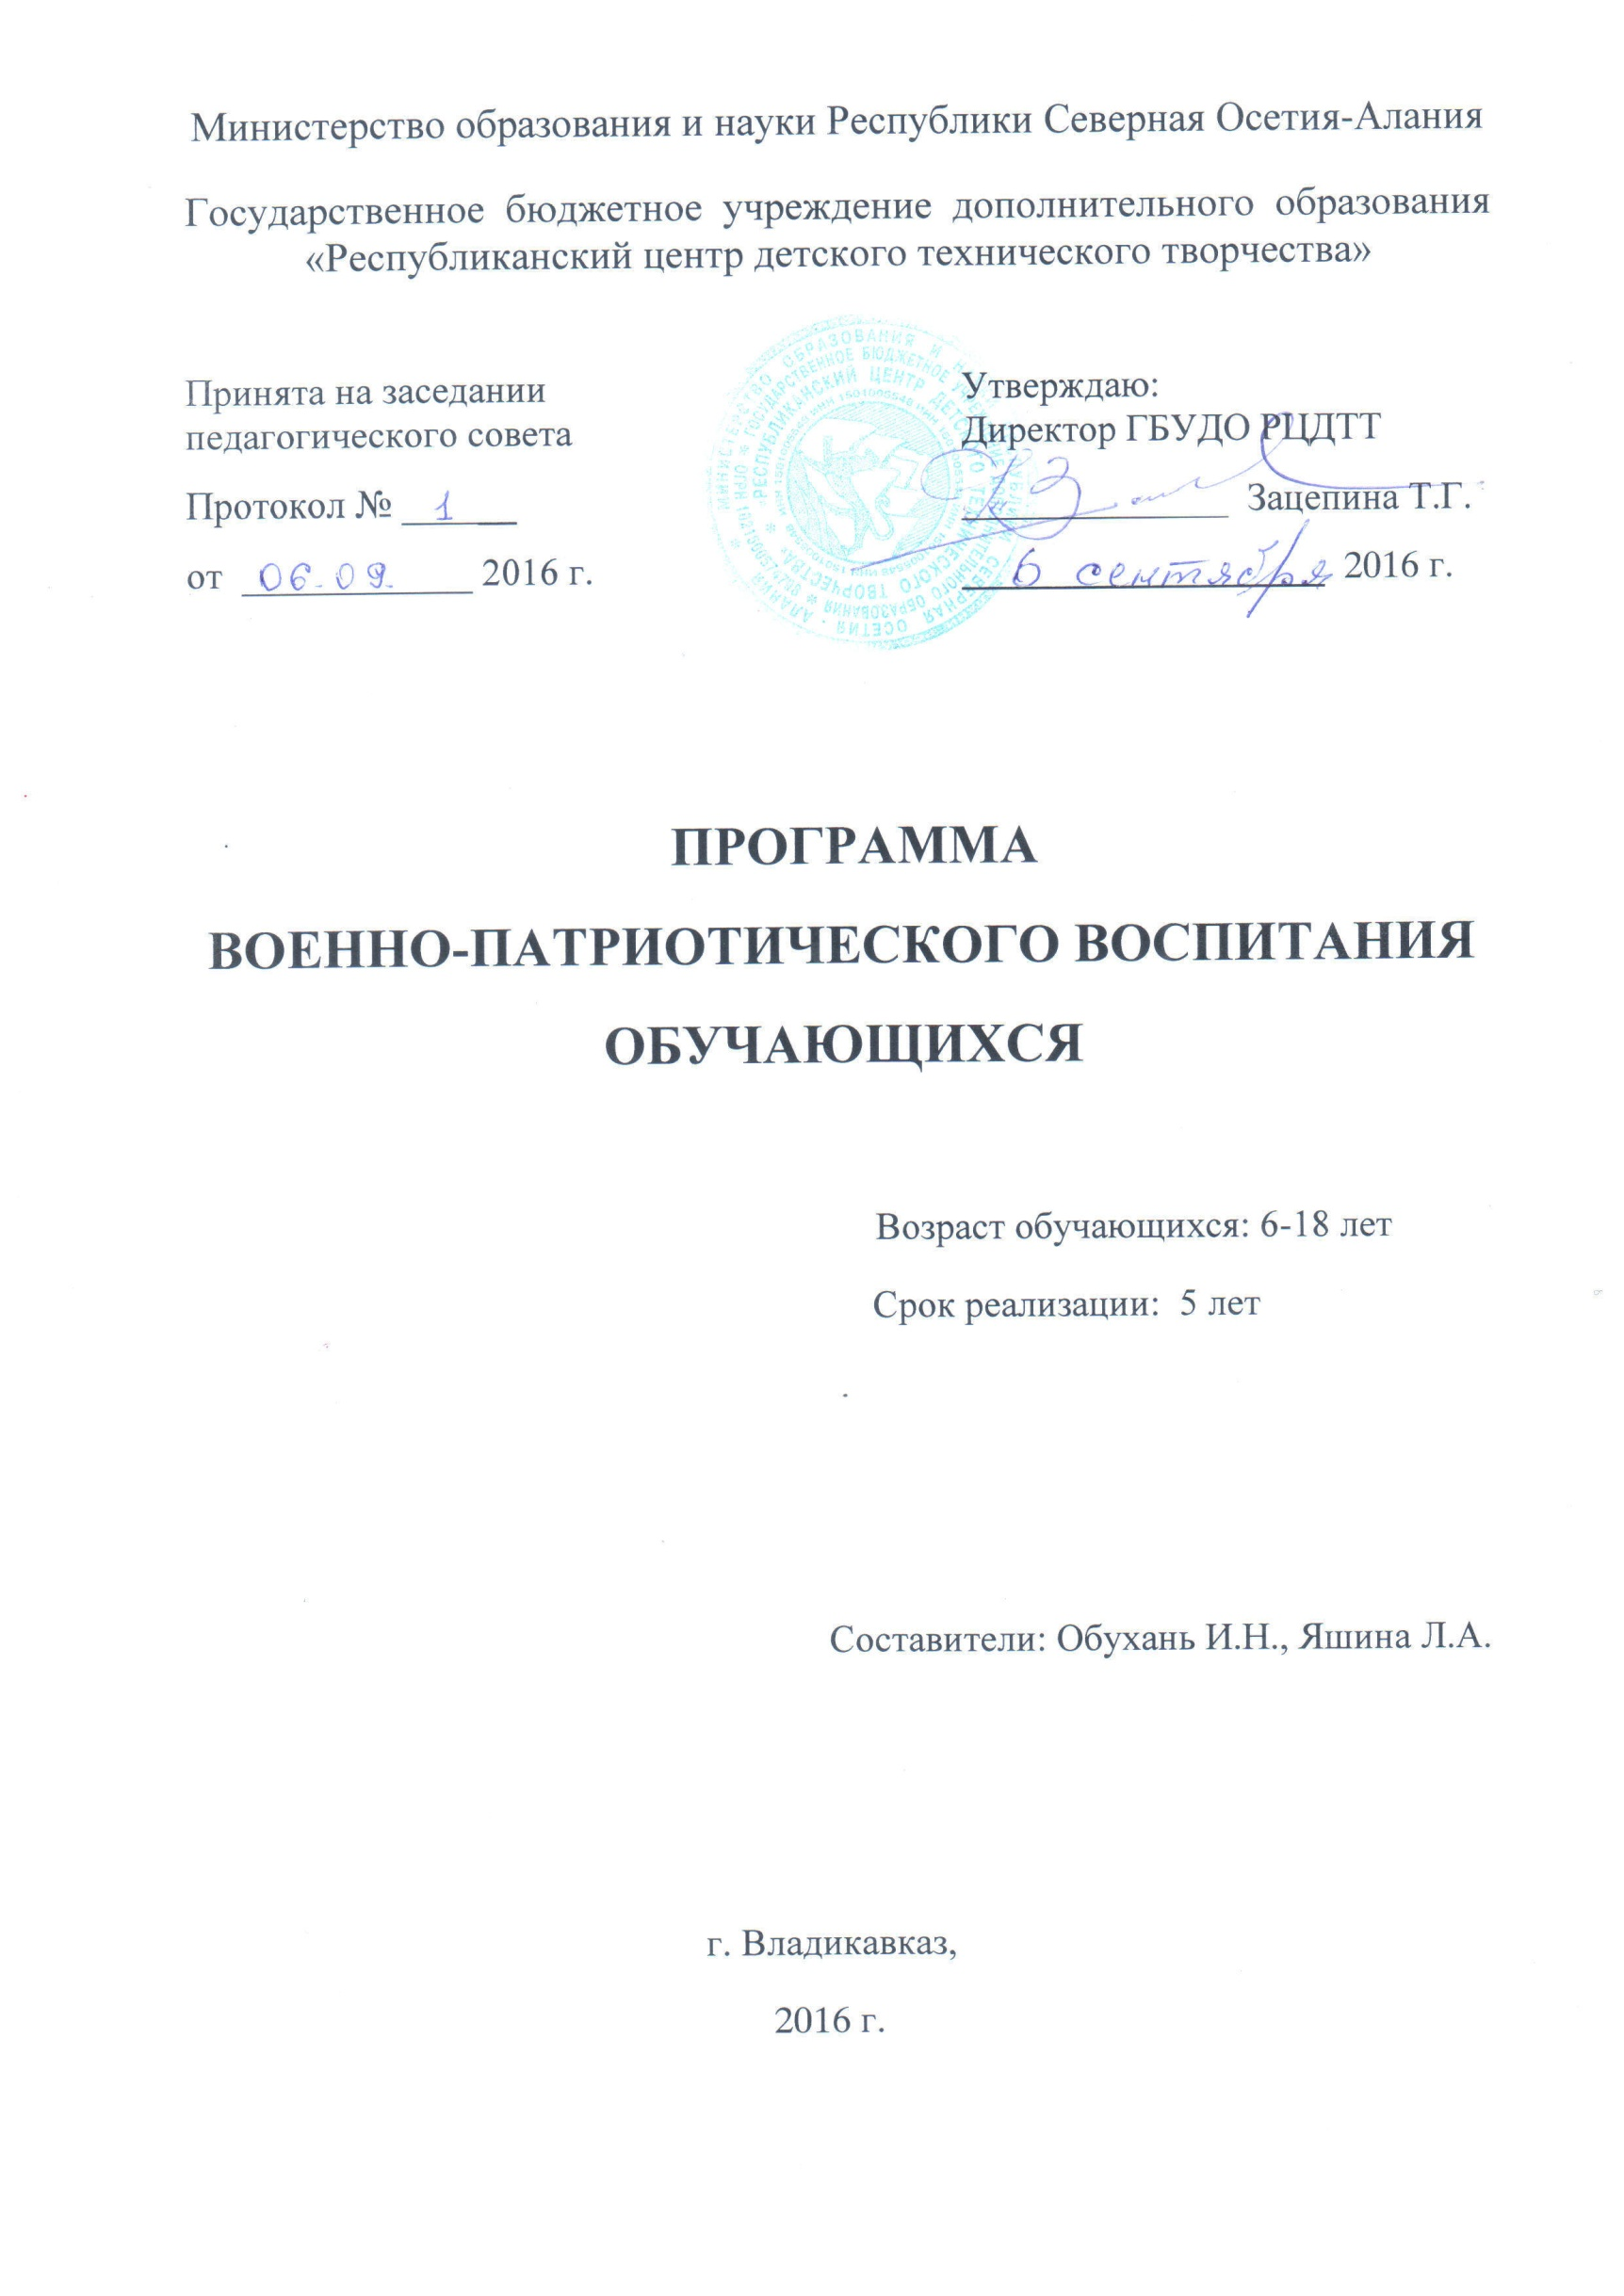 Министерство образования и науки Республики Северная Осетия-Алания
Государственное бюджетное учреждение дополнительного образования
«Республиканский центр детского технического творчества»
Принята на заседании
педагогического совета
Протокол № 1
от 06.09. 2016 г.
Утверждаю:
Директор ГБУДО РЦДТТ
Зацепина Т.Г.
6 сентября 2016 г.
ПРОГРАММА
ВОЕННО-ПАТРИОТИЧЕСКОГО ВОСПИТАНИЯ
ОБУЧАЮЩИХСЯ
Возраст обучающихся: 6-18 лет
Срок реализации: 5 лет
Составители: Обухань И.Н., Яшина Л.А.
г. Владикавказ,
2016 г.